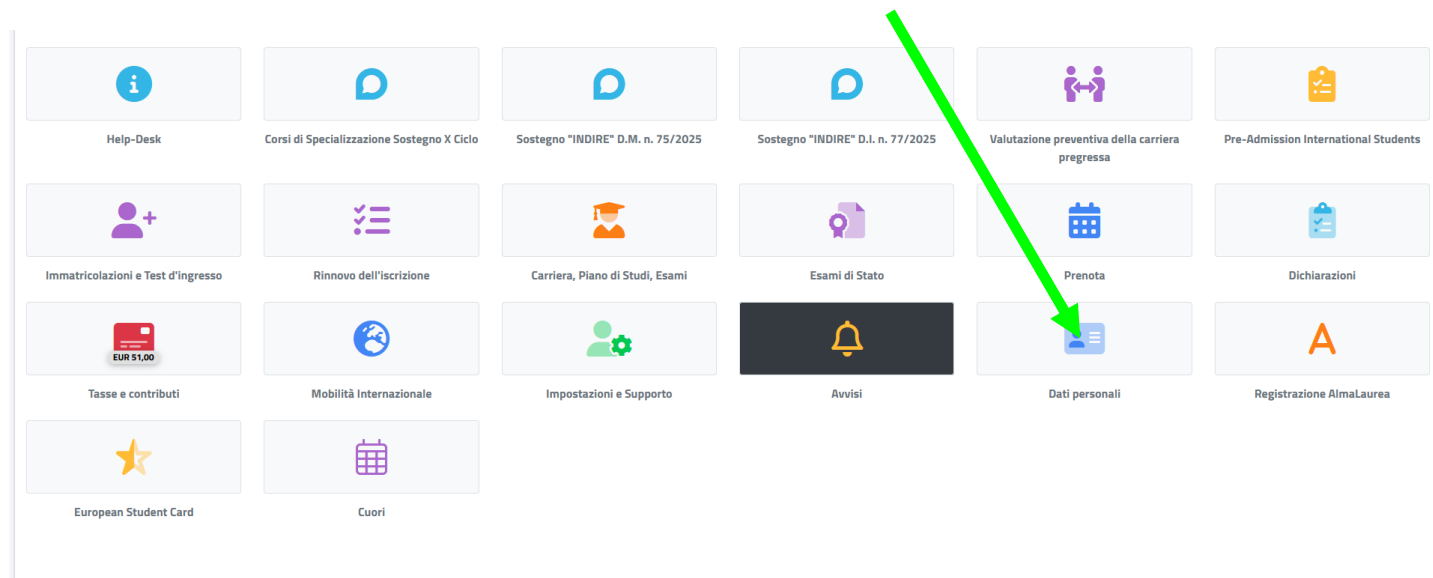 Help-Desk
Corsi di Specializzazione Sostegno X Ciclo
Sostegno "INDIRE" D.M. n. 75/2025
Sostegno "INDIRE" D.I. n. 77/2025
Valutazione preventiva della carriera
pregressa
Pre-Admission International Students
Immatricolazioni e Test d'ingresso
Rinnovo dell'iscrizione
Carriera, Piano di Studi, Esami
Esami di Stato
Prenota
Dichiarazioni
EUR 51,00
Tasse e contributi
Mobilità Internazionale
Impostazioni e Supporto
Avvisi
Dati personali
Registrazione AlmaLaurea
European Student Card
Cuori